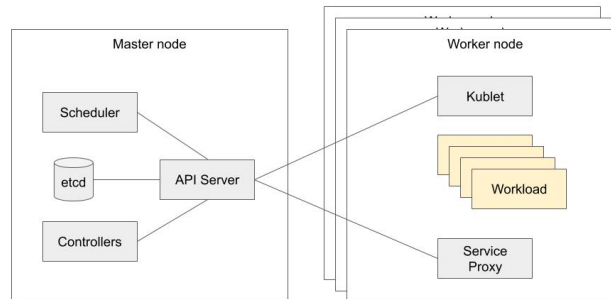 Master node
Worker node
Scheduler
etcd
API Server
Controllers
Kublet
Workload
Service
Proxy